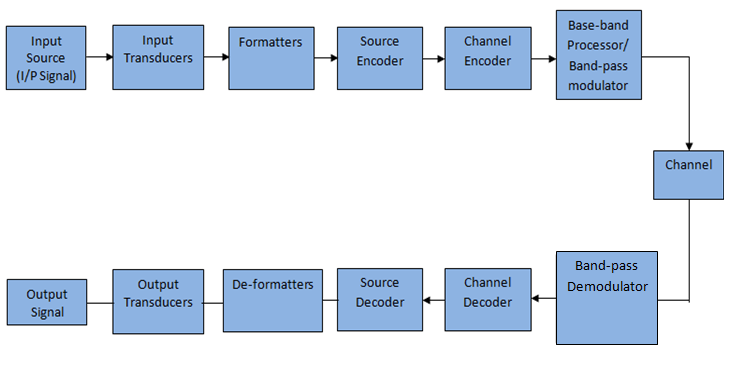 Input
Source
(I/P Signal)
Input
Transducers
Formatters
Source
Encoder
Channel
Encoder
Base-band
Processor/
Band-pass
modulator
Channel
Band-pass
Demodulator
Channel
Decoder
Source
Decoder
De-formatters
Output
Transducers
Output
Signal